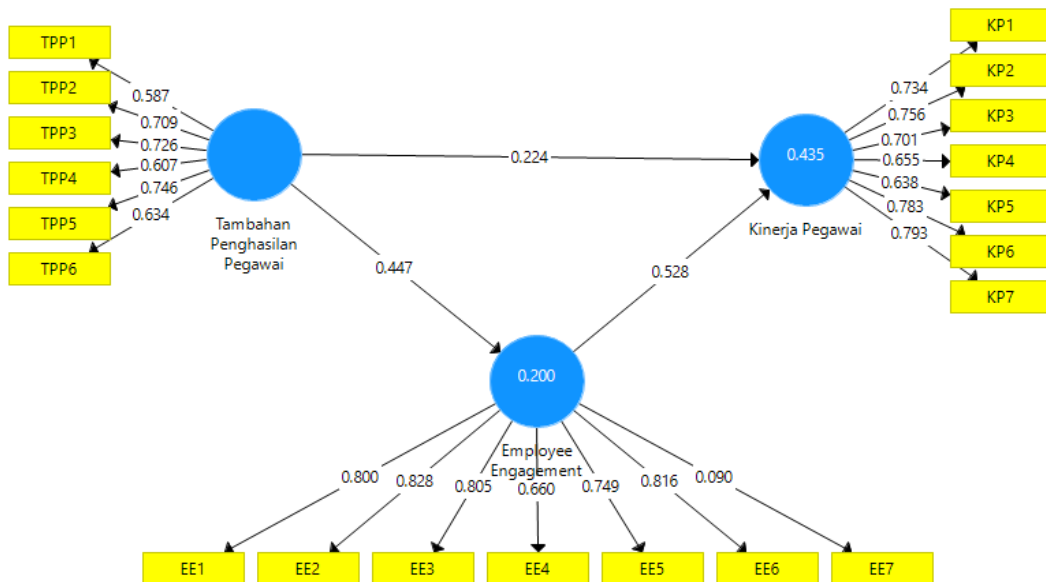 TPP1
TPP2
TPP3
TPP4
TPP5
TPP6
0.587
0.709
0.726
0.607
0.746
0.634
Tambahan
Penghasilan
Pegawai
0.224
0.447
0.528
0.435
Kinerja Pegawai
0.734
0.756
0.701
0.655
0.638
0.783
0.793
KP1
KP2
KP3
KP4
KP5
KP6
KP7
0.200
Employee
Engagement
0.800
0.828
0.805
0.660
0.749
0.816
0.090
EE1
EE2
EE3
EE4
EE5
EE6
EE7